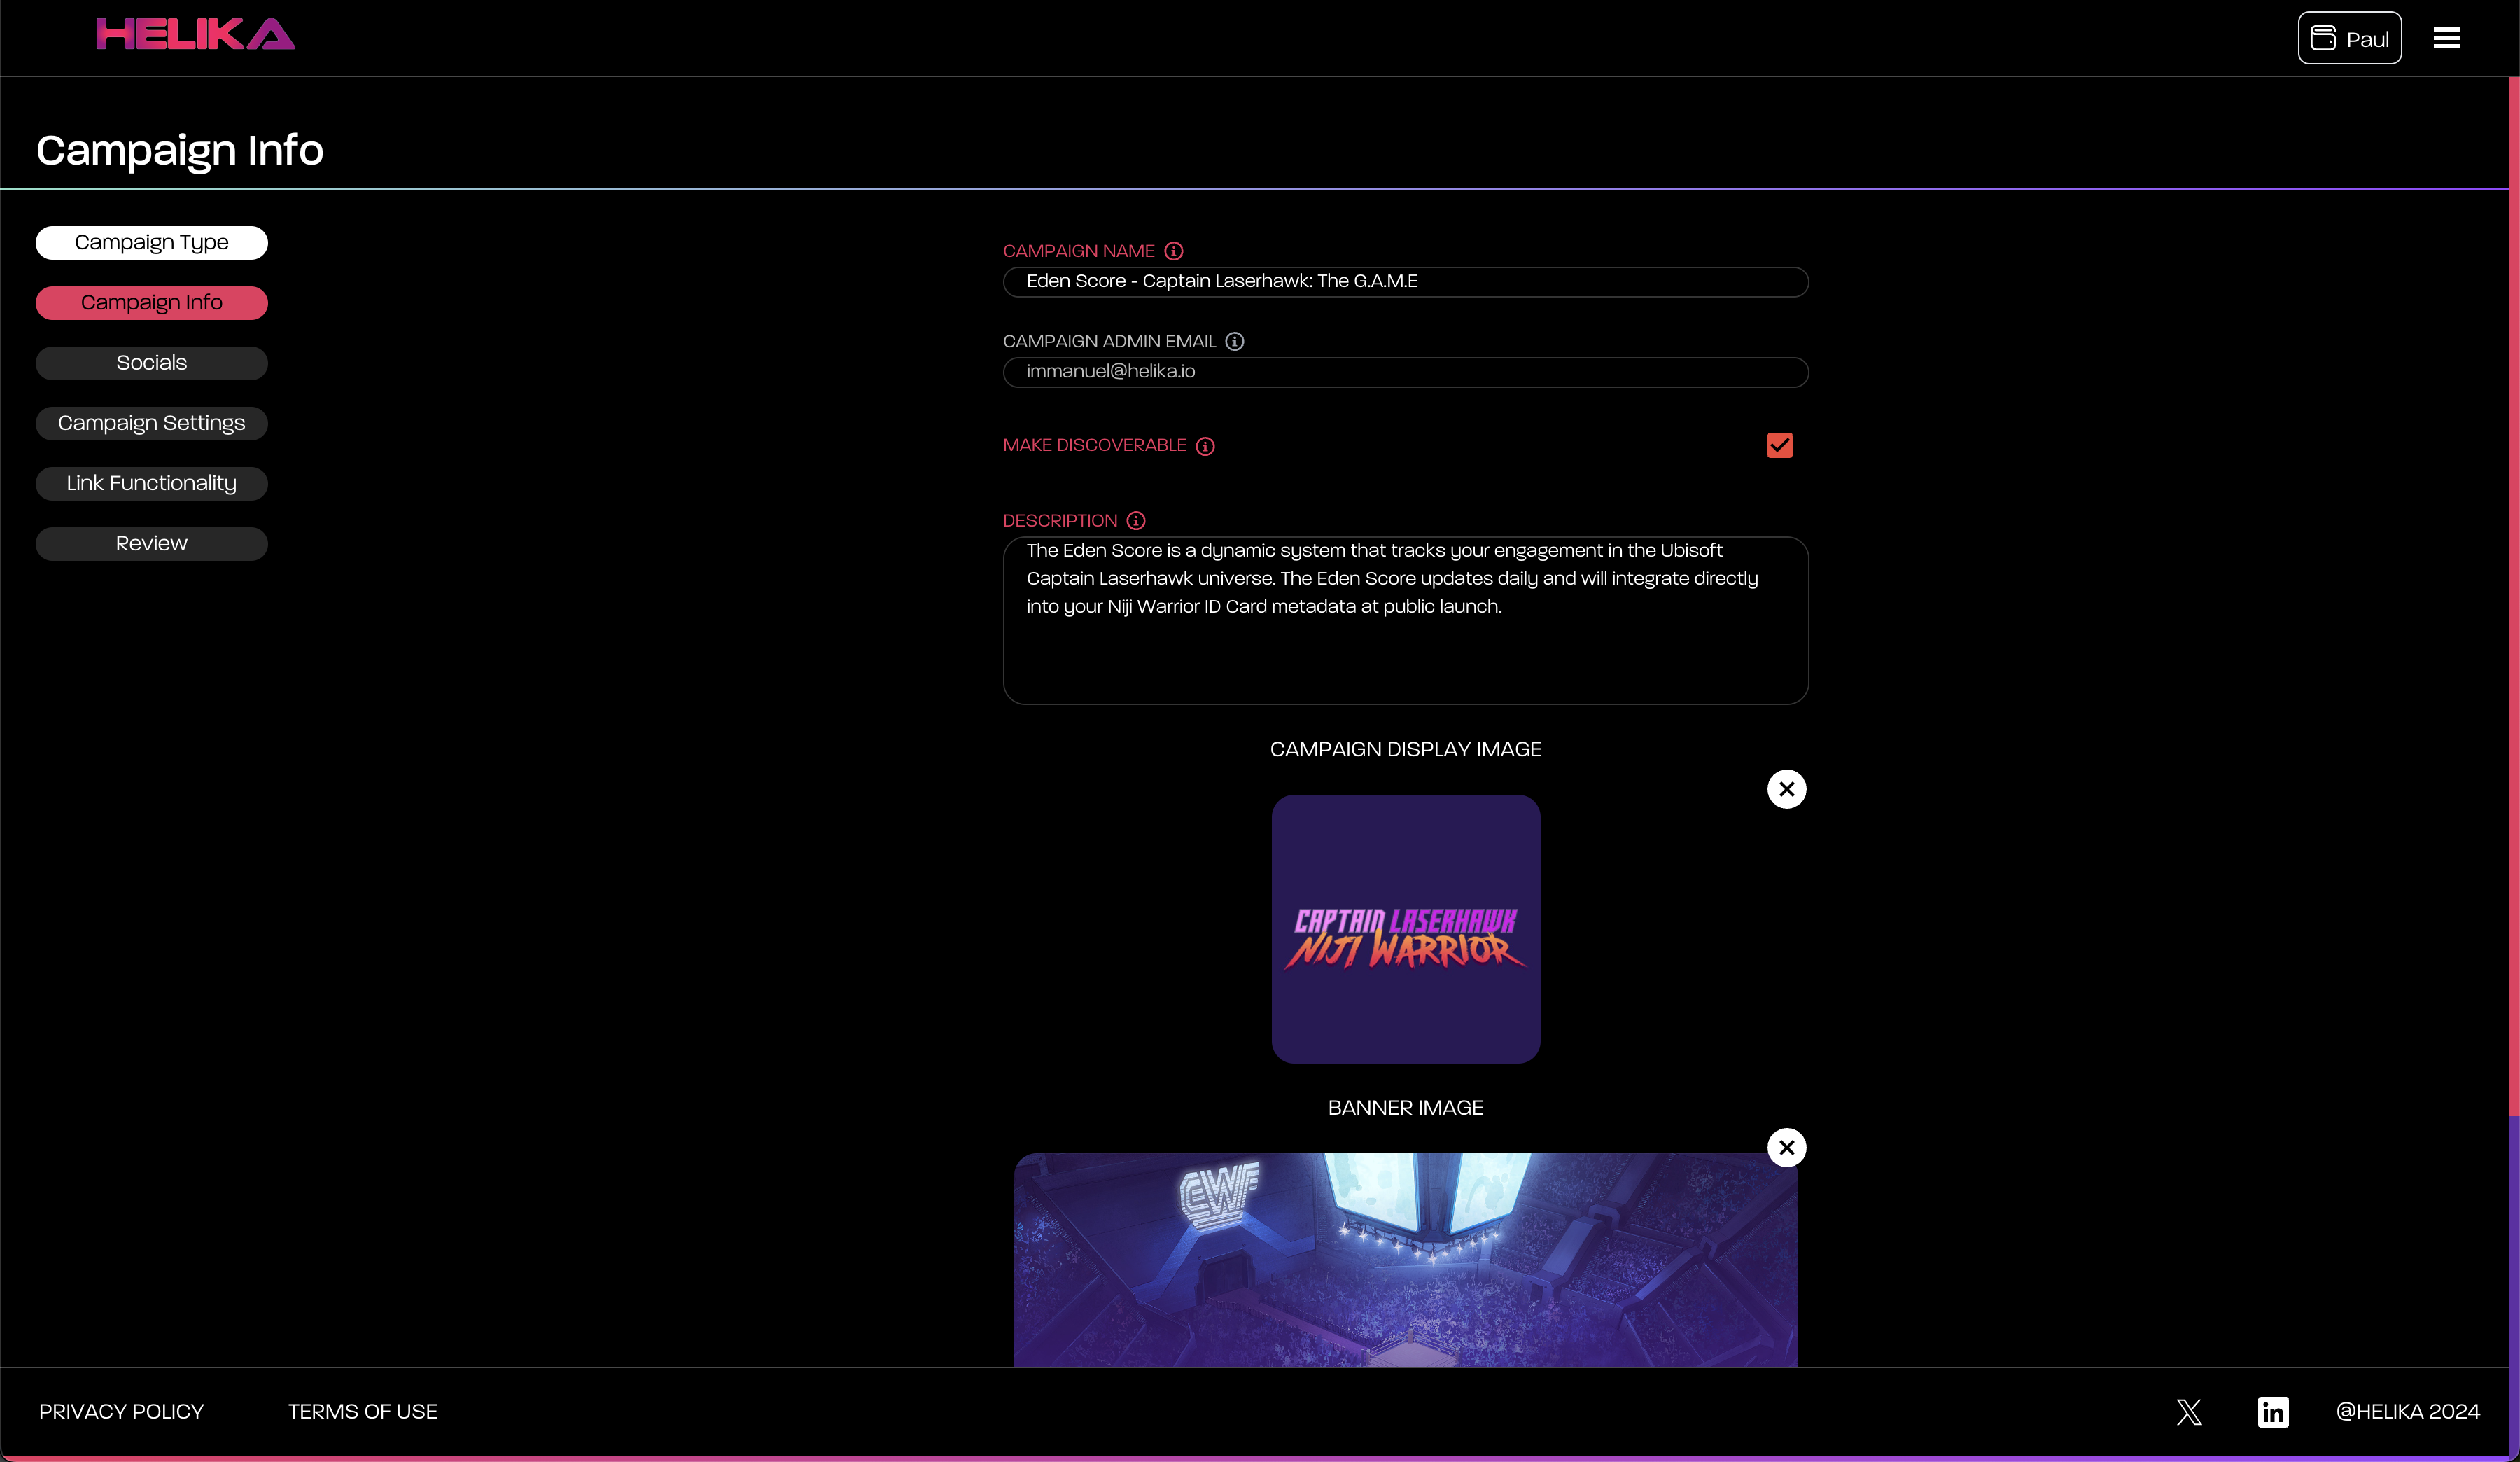 HELIKA
Paul
Campaign Info
Campaign Type
Campaign Info
Socials
Campaign Settings
Link Functionality
Review
CAMPAIGN NAME
Eden Score - Captain Laserhawk: The G.A.M.E
CAMPAIGN ADMIN EMAIL
immanuel@helika.io
MAKE DISCOVERABLE
DESCRIPTION
The Eden Score is a dynamic system that tracks your engagement in the Ubisoft
Captain Laserhawk universe. The Eden Score updates daily and will integrate directly
into your Niji Warrior ID Card metadata at public launch.
CAMPAIGN DISPLAY IMAGE
CAPTAIN LASERHAWK
NIJI WARRIOR
BANNER IMAGE
EWF
PRIVACY POLICY
TERMS OF USE
@HELIKA 2024